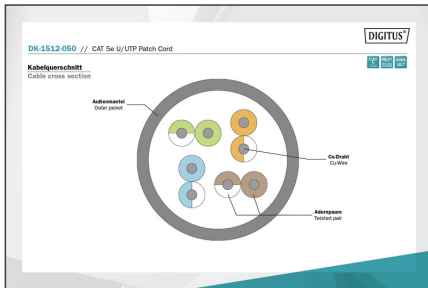 DIGITUS®
DK-1512-050 // CAT 5e U/UTP Patch Cord
Kabelquerschnitt
Cable cross section
Außenmantel
Outer jacket
Cu-Draht
Cu-Wire
Adernpaare
Twisted pair